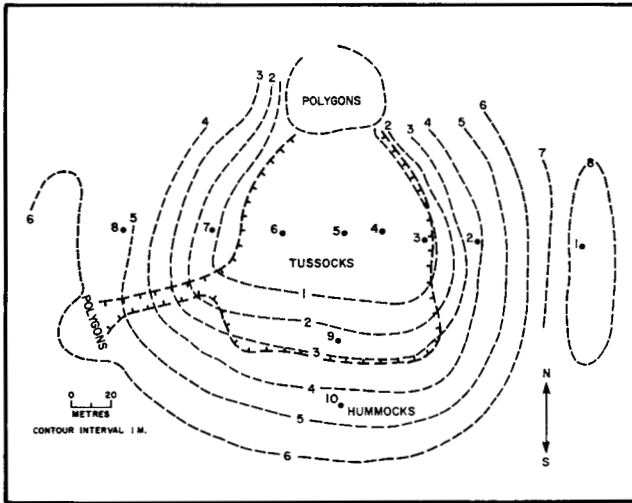 POLYGONS
3 2
4
2 3 4 5 6
7 8
6
8 5 7 6 5 4 3 2 1
TUSSOCKS
POLYGONS
1
2
9
3
4
10 HUMMOCKS
5
6
0 20
METRES
CONTOUR INTERVAL 1 M.
N
S